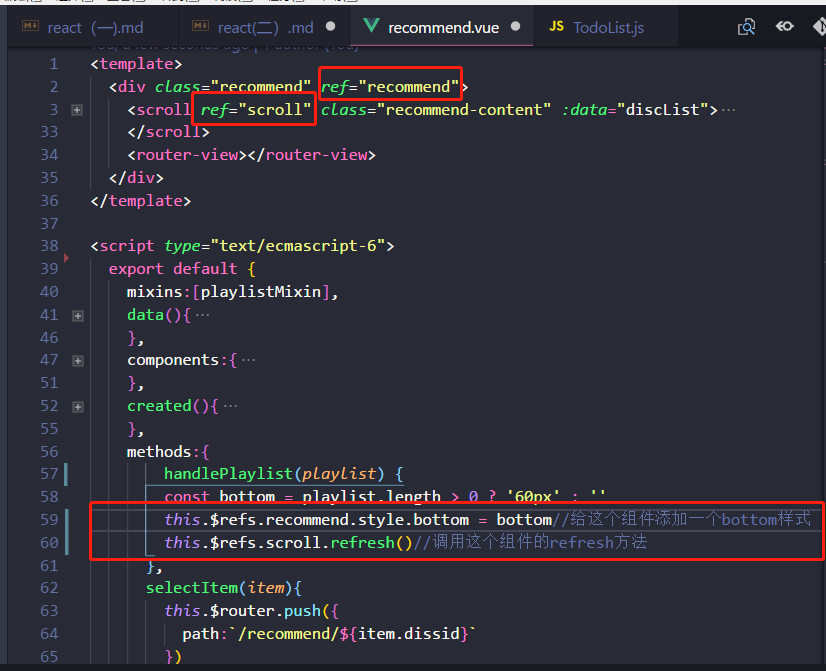 react (一).md react(二) .md recommend.vue JS TodoList.js
1 <template>
2 <div class="recommend" ref="recommend">
3 <scroll ref="scroll" class="recommend-content" :data="discList">···
33 </scroll>
34 <router-view></router-view>
35 </div>
36 </template>
37
38 <script type="text/ecmascript-6">
39 export default {
40 mixins:[playlistMixin],
41 data(){···
46 },
47 components:{···
51 },
52 created(){···
55 },
56 methods:{
57 handlePlaylist(playlist) {
58 const bottom = playlist.length > 0 ? '60px' : ''
59 this.$refs.recommend.style.bottom = bottom//给这个组件添加一个bottom样式
60 this.$refs.scroll.refresh()//调用这个组件的refresh方法
61 },
62 selectItem(item){
63 this.$router.push({
64 path:`/recommend/${item.dissid}`
65 })